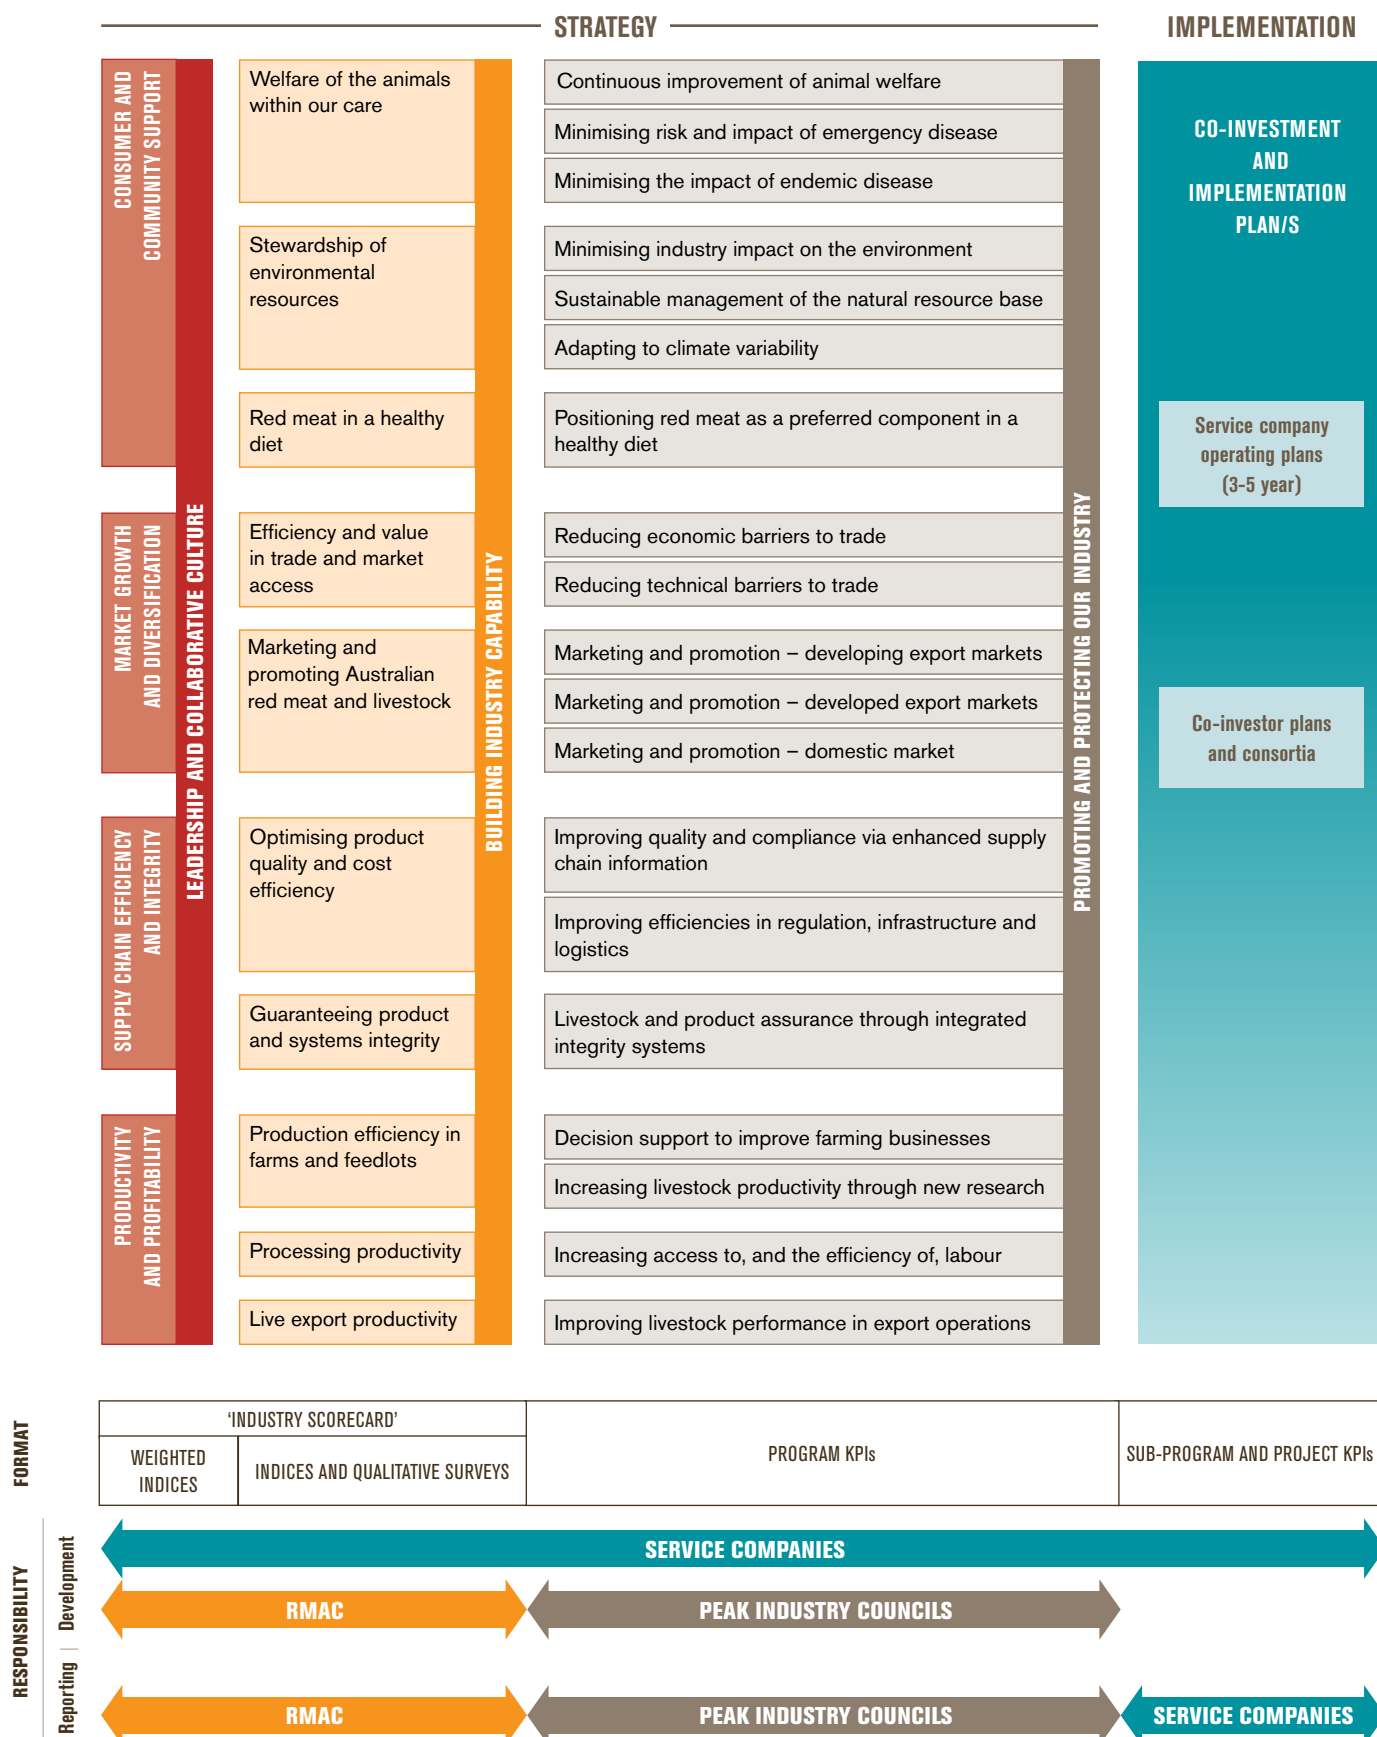 STRATEGY
IMPLEMENTATION
CONSUMER AND
COMMUNITY SUPPORT
Welfare of the animals
within our care
Continuous improvement of animal welfare
Minimising risk and impact of emergency disease
Minimising the impact of endemic disease
Stewardship of
environmental
resources
Minimising industry impact on the environment
Sustainable management of the natural resource base
Adapting to climate variability
Red meat in a healthy
diet
Positioning red meat as a preferred component in a
healthy diet
MARKET GROWTH
AND DIVERSIFICATION
Efficiency and value
in trade and market
access
Reducing economic barriers to trade
Reducing technical barriers to trade
Marketing and
promoting Australian
red meat and livestock
Marketing and promotion – developing export markets
Marketing and promotion – developed export markets
Marketing and promotion – domestic market
SUPPLY CHAIN EFFICIENCY
AND INTEGRITY
Optimising product
quality and cost
efficiency
Improving quality and compliance via enhanced supply
chain information
Improving efficiencies in regulation, infrastructure and
logistics
Guaranteeing product
and systems integrity
Livestock and product assurance through integrated
integrity systems
PRODUCTIVITY
AND PROFITABILITY
Production efficiency in
farms and feedlots
Decision support to improve farming businesses
Increasing livestock productivity through new research
Processing productivity
Increasing access to, and the efficiency of, labour
Live export productivity
Improving livestock performance in export operations
LEADERSHIP AND COLLABORATIVE CULTURE
BUILDING INDUSTRY CAPABILITY
PROMOTING AND PROTECTING OUR INDUSTRY
CO-INVESTMENT
AND
IMPLEMENTATION
PLAN/S
Service company
operating plans
(3-5 year)
Co-investor plans
and consortia
FORMAT
‘INDUSTRY SCORECARD’
WEIGHTED
INDICES
INDICES AND QUALITATIVE SURVEYS
PROGRAM KPIs
SUB-PROGRAM AND PROJECT KPIs
RESPONSIBILITY
Development
SERVICE COMPANIES
RMAC
PEAK INDUSTRY COUNCILS
Reporting
RMAC
PEAK INDUSTRY COUNCILS
SERVICE COMPANIES